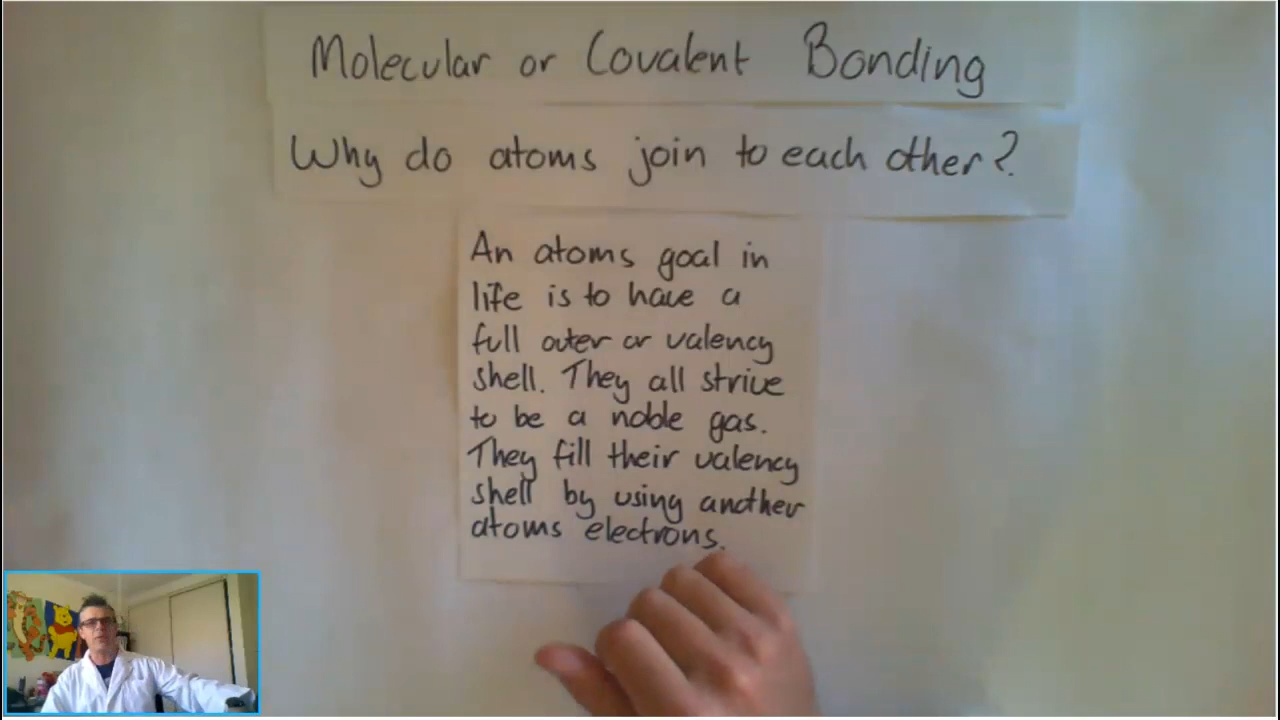 Molecular or Covalent Bonding
Why do atoms join to each other?
An atoms goal in
life is to have a
full outer or valency
shell. They all strive
to be a noble gas.
They fill their valency
shell by using another
atoms electrons.